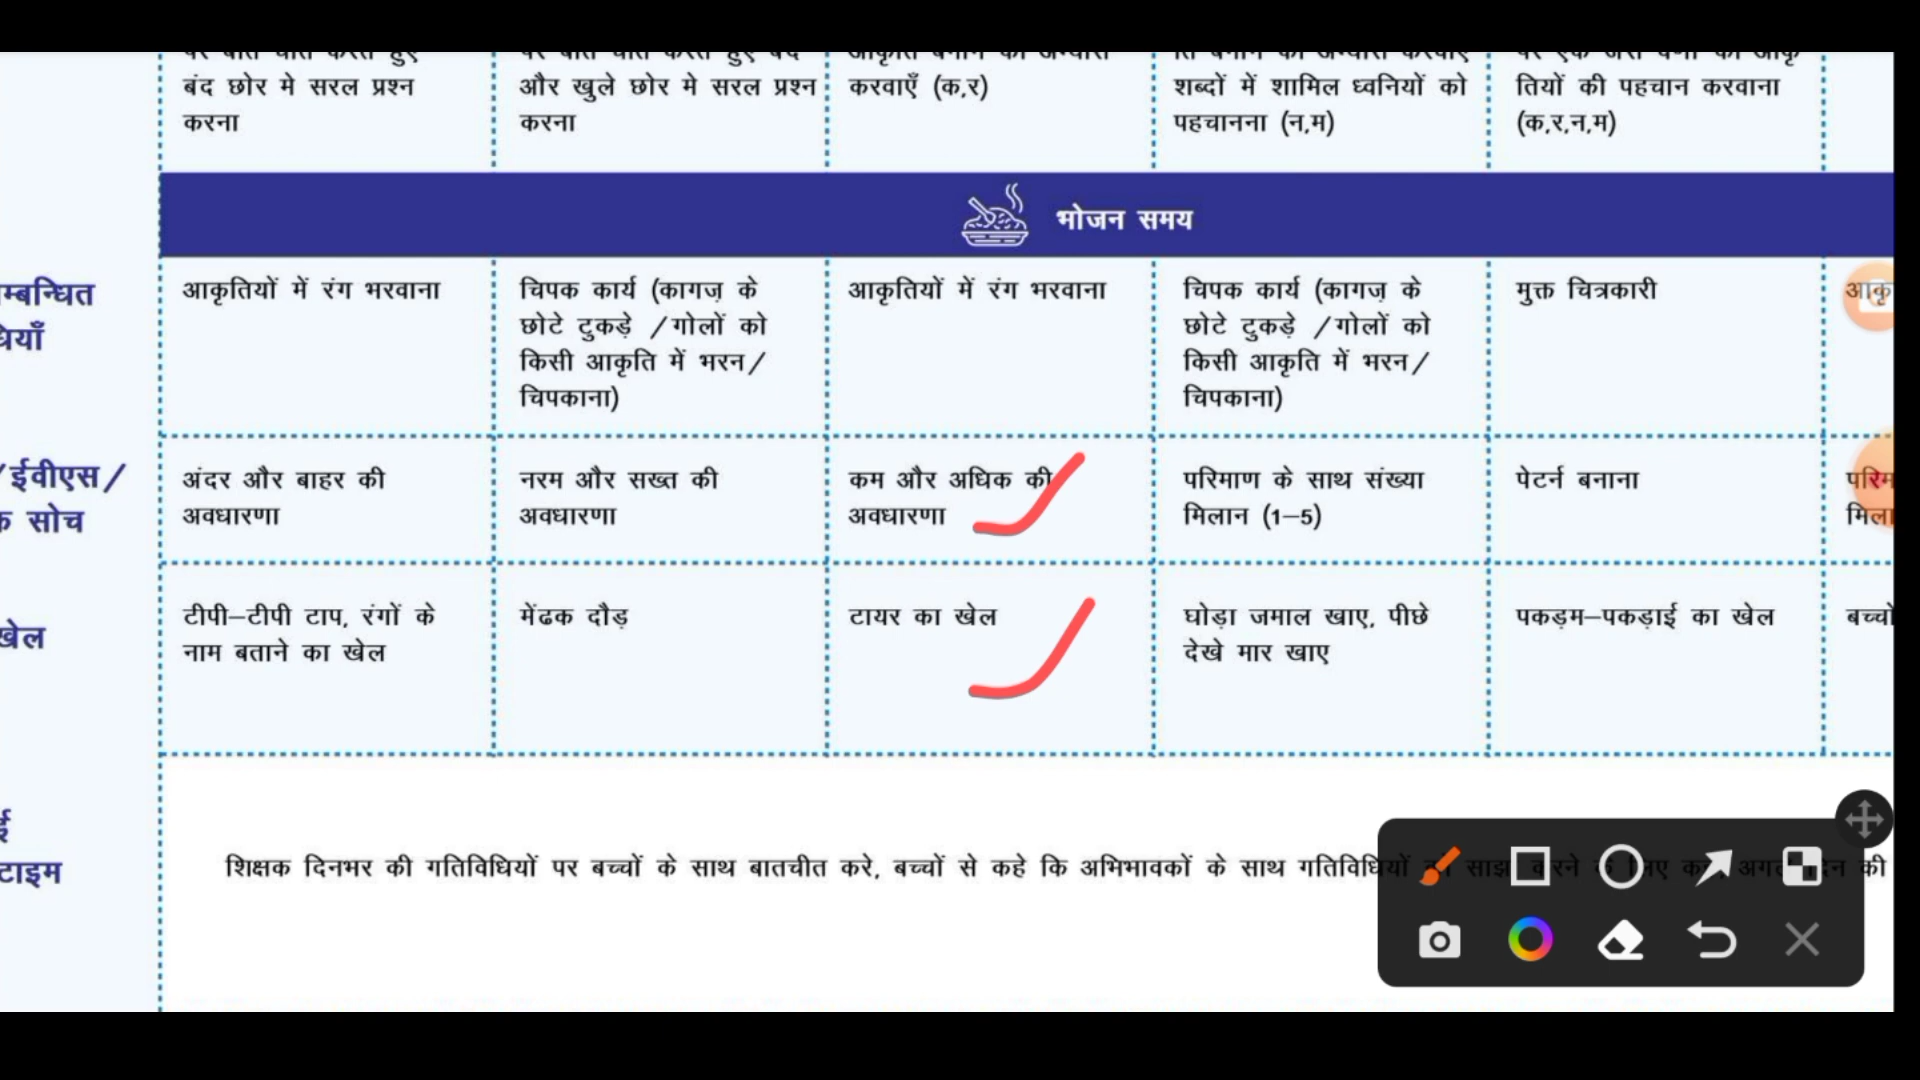 बंद छोर मे सरल प्रश्न
करना
और खुले छोर मे सरल प्रश्न
करना
करवाएँ (क,र)
शब्दों में शामिल ध्वनियों को
पहचानना (न,म)
तियों की पहचान करवाना
(क,र,न,म)
भोजन समय
म्बन्धित
आकृतियों में रंग भरवाना
चिपक कार्य (कागज़ के
छोटे टुकड़े /गोलों को
किसी आकृति में भरन/
चिपकाना)
आकृतियों में रंग भरवाना
चिपक कार्य (कागज़ के
छोटे टुकड़े /गोलों को
किसी आकृति में भरन/
चिपकाना)
मुक्त चित्रकारी
/ईवीएस/
सोच
अंदर और बाहर की
अवधारणा
नरम और सख्त की
अवधारणा
कम और अधिक की
अवधारणा
परिमाण के साथ संख्या
मिलान (1–5)
पेटर्न बनाना
खेल
टीपी–टीपी टाप, रंगों के
नाम बताने का खेल
मेंढक दौड़
टायर का खेल
घोड़ा जमाल खाए, पीछे
देखे मार खाए
पकड़म–पकड़ाई का खेल
टाइम
शिक्षक दिनभर की गतिविधियों पर बच्चों के साथ बातचीत करे, बच्चों से कहे कि अभिभावकों के साथ गतिविधियों साझा करने के लिए दिन की